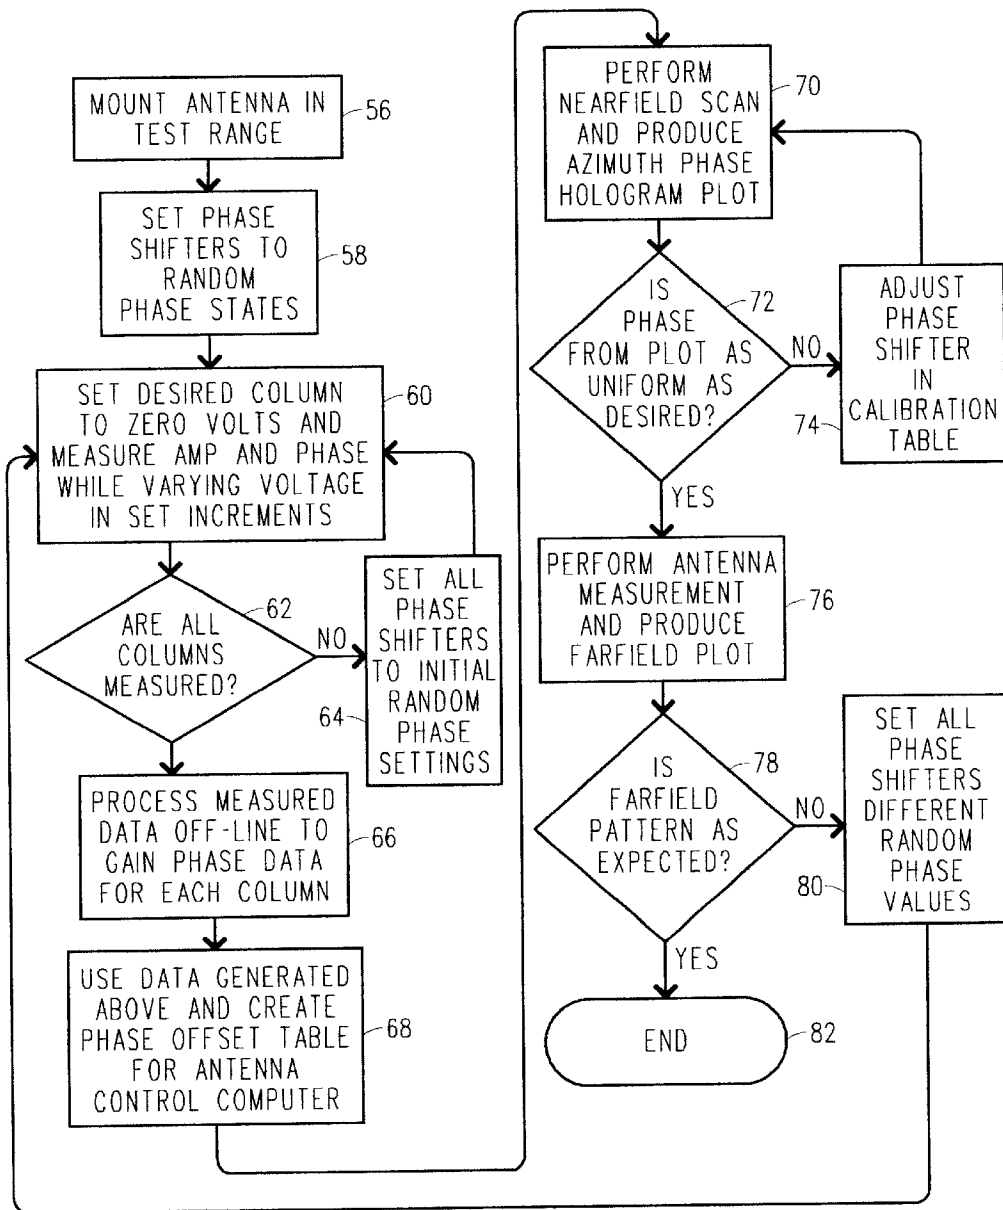 MOUNT ANTENNA IN
TEST RANGE
56
SET PHASE
SHIFTERS TO
RANDOM
PHASE STATES
58
SET DESIRED COLUMN
TO ZERO VOLTS AND
MEASURE AMP AND PHASE
WHILE VARYING VOLTAGE
IN SET INCREMENTS
60
ARE ALL
COLUMNS
MEASURED?
62
NO
SET ALL
PHASE
SHIFTERS
TO INITIAL
RANDOM
PHASE
SETTINGS
64
PROCESS MEASURED
DATA OFF-LINE TO
GAIN PHASE DATA
FOR EACH COLUMN
66
USE DATA GENERATED
ABOVE AND CREATE
PHASE OFFSET TABLE
FOR ANTENNA
CONTROL COMPUTER
68
PERFORM
NEARFIELD SCAN
AND PRODUCE
AZIMUTH PHASE
HOLOGRAM PLOT
70
IS
PHASE
FROM PLOT AS
UNIFORM AS
DESIRED?
72
NO
ADJUST
PHASE
SHIFTER
IN
CALIBRATION
TABLE
74
YES
PERFORM ANTENNA
MEASUREMENT
AND PRODUCE
FARFIELD PLOT
76
IS
FARFIELD
PATTERN AS
EXPECTED?
78
NO
SET ALL
PHASE
SHIFTERS
DIFFERENT
RANDOM
PHASE
VALUES
80
YES
END
82